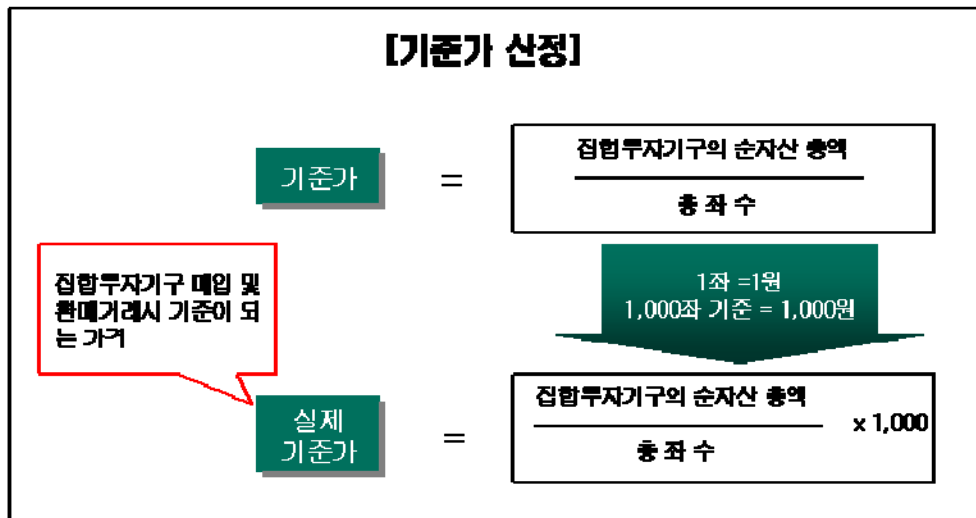 [기준가 산정]
기준가
=
집합투자기구의 순자산 총액
총 좌 수
집합투자기구 매입 및
환매거래시 기준이 되
는 가격
1좌 =1원
1,000좌 기준 = 1,000원
실제
기준가
=
집합투자기구의 순자산 총액
총 좌 수
x 1,000